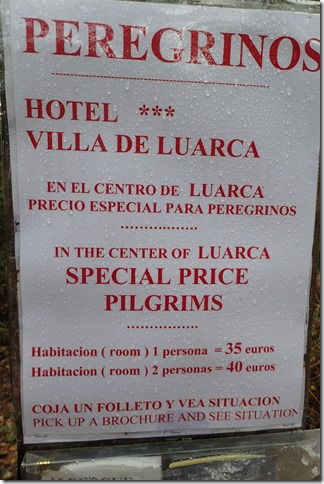 PEREGRINOS
HOTEL ***
VILLA DE LUARCA
EN EL CENTRO DE LUARCA
PRECIO ESPECIAL PARA PEREGRINOS
IN THE CENTER OF LUARCA
SPECIAL PRICE
PILGRIMS
Habitacion ( room ) 1 persona = 35 euros
Habitacion ( room ) 2 personas = 40 euros
COJA UN FOLLETO Y VEA SITUACION
PICK UP A BROCHURE AND SEE SITUATION